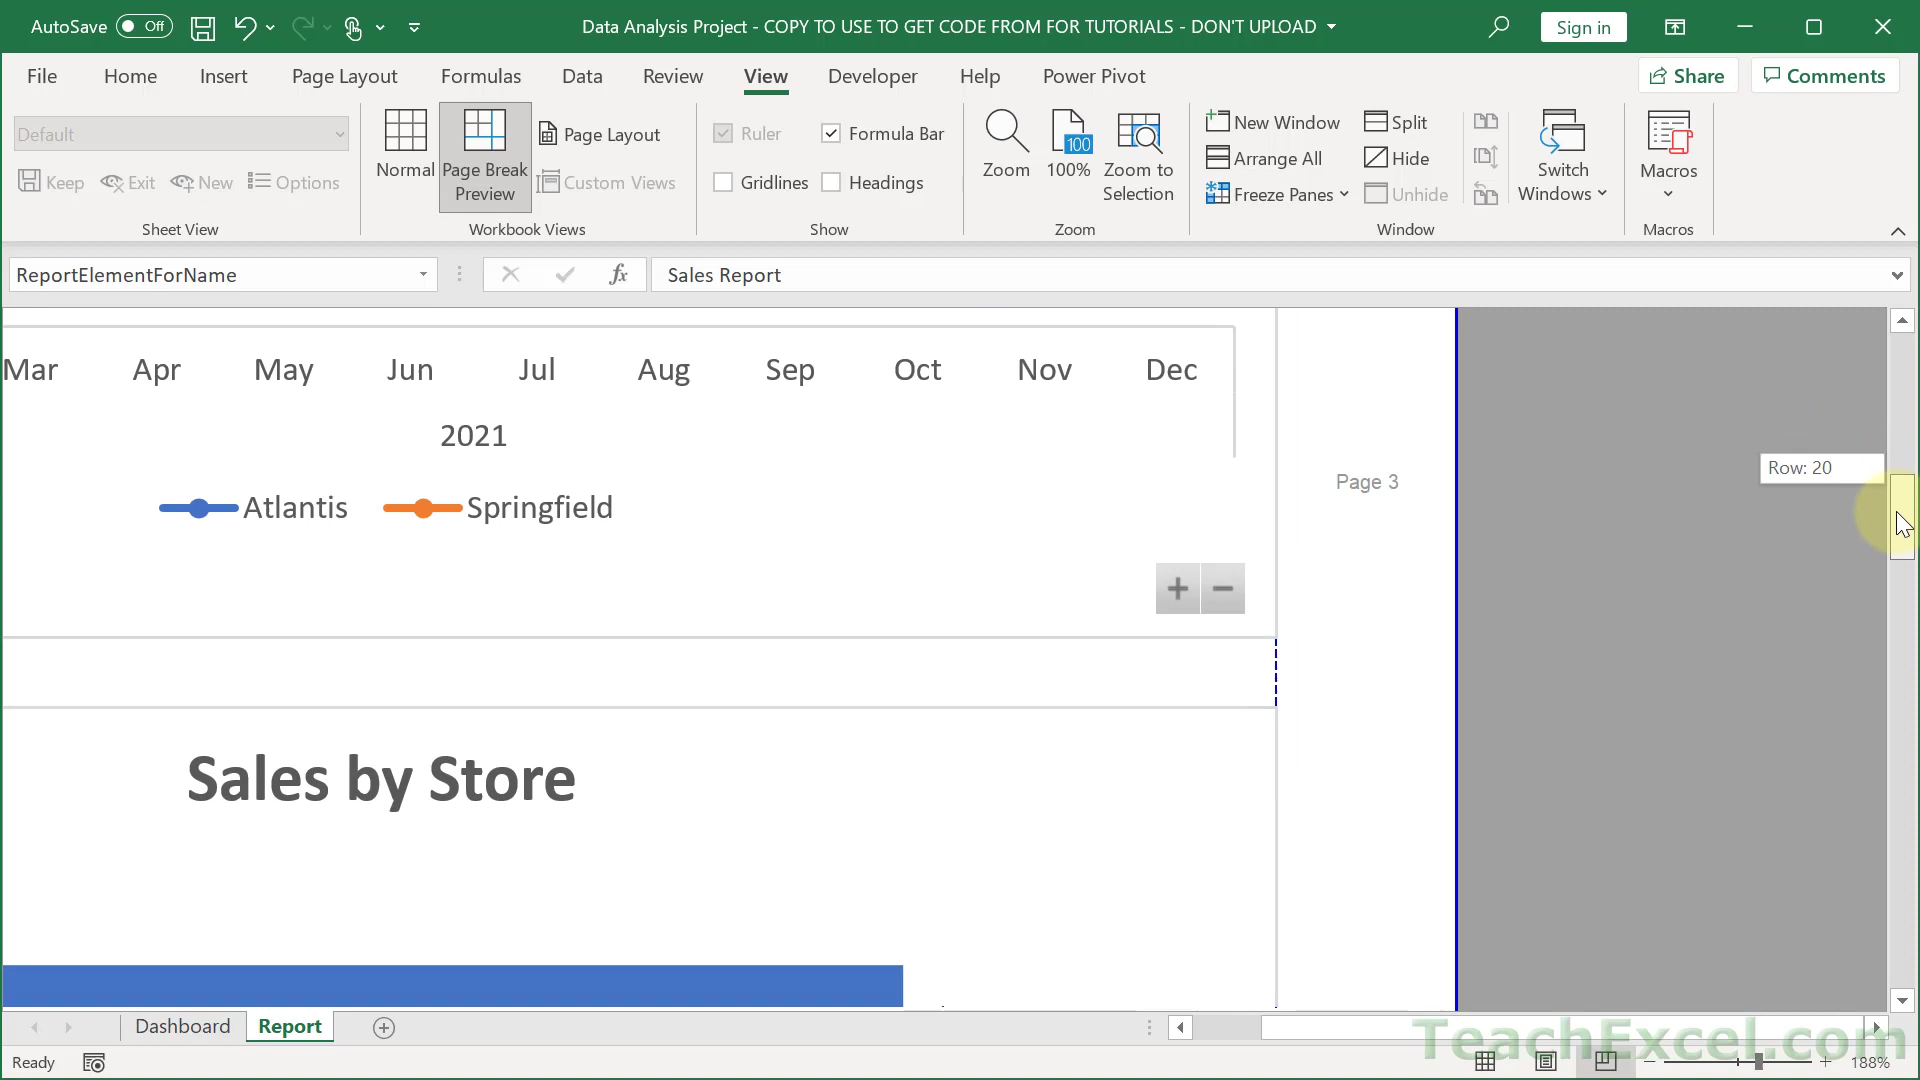 AutoSave Off Data Analysis Project - COPY TO USE TO GET CODE FROM FOR TUTORIALS - DON'T UPLOAD Sign in
File Home Insert Page Layout Formulas Data Review View Developer Help Power Pivot Share Comments
Default
Keep Exit New Options
Sheet View
Normal
Page Break
Preview
Page Layout
Custom Views
Workbook Views
Ruler Formula Bar
Gridlines Headings
Show
Zoom
100
100%
Zoom to
Selection
Zoom
New Window Split
Arrange All Hide
Freeze Panes Unhide
Switch
Windows
Window
Macros
Macros
ReportElementForName fx Sales Report
Mar Apr May Jun Jul Aug Sep Oct Nov Dec
2021
Row: 20
Page 3
Atlantis Springfield
+ −
Sales by Store
Dashboard Report
TeachExcel.com
Ready 188%